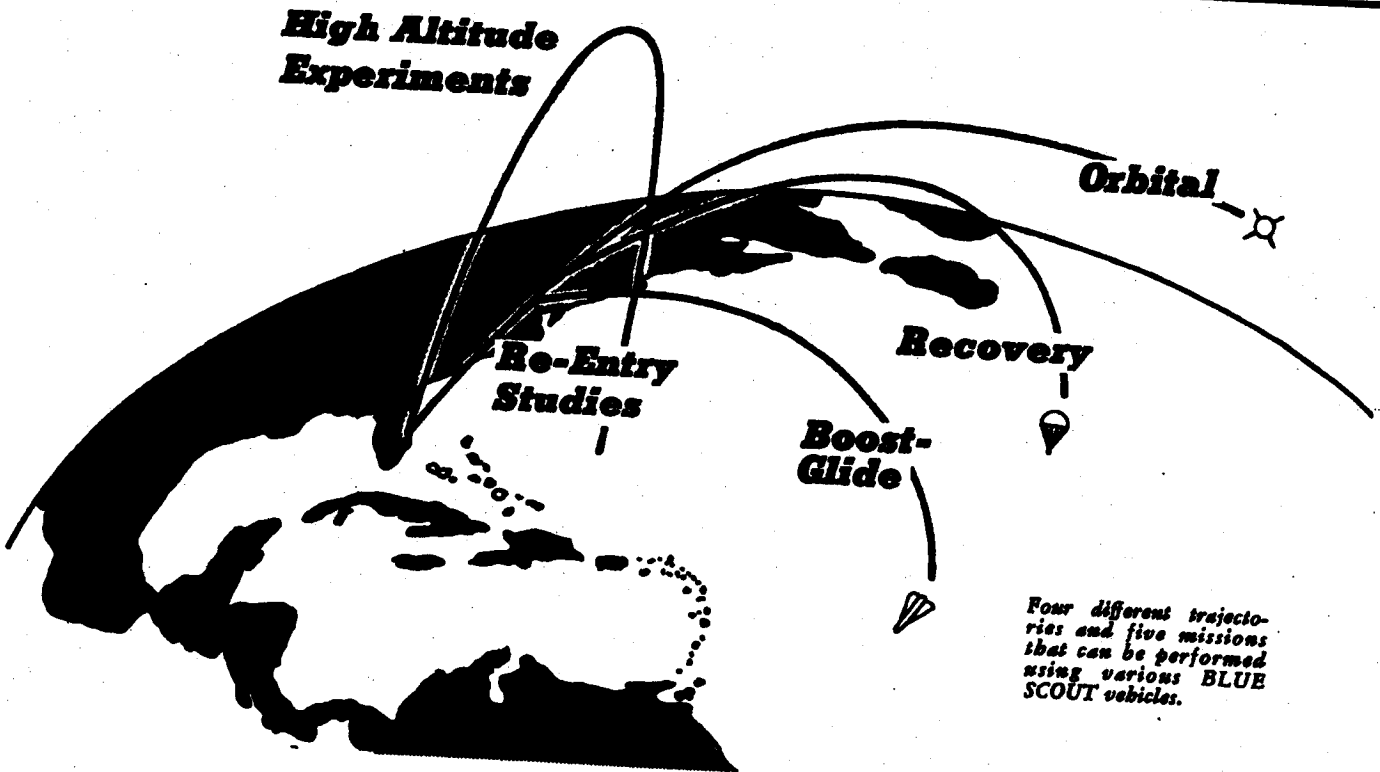 High Altitude
Experiments
Orbital
Re-Entry
Studies
Recovery
Boost-
Glide
Four different trajecto-
ries and five missions
that can be performed
using various BLUE
SCOUT vehicles.